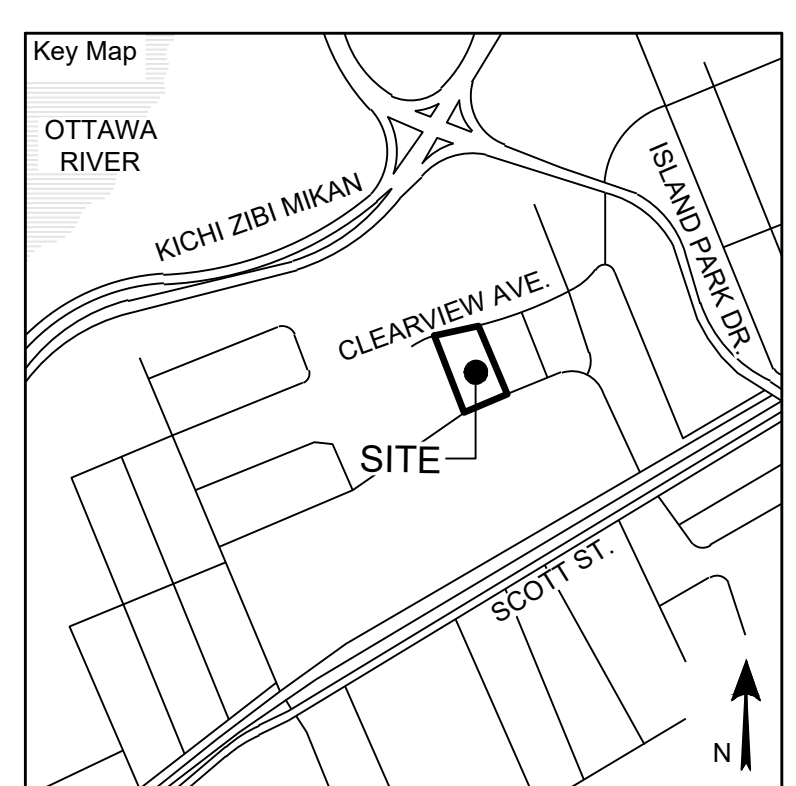 Key Map
OTTAWA
RIVER
KICHI ZIBI MIKAN
ISLAND PARK DR.
CLEARVIEW AVE.
SITE
SCOTT ST.
N